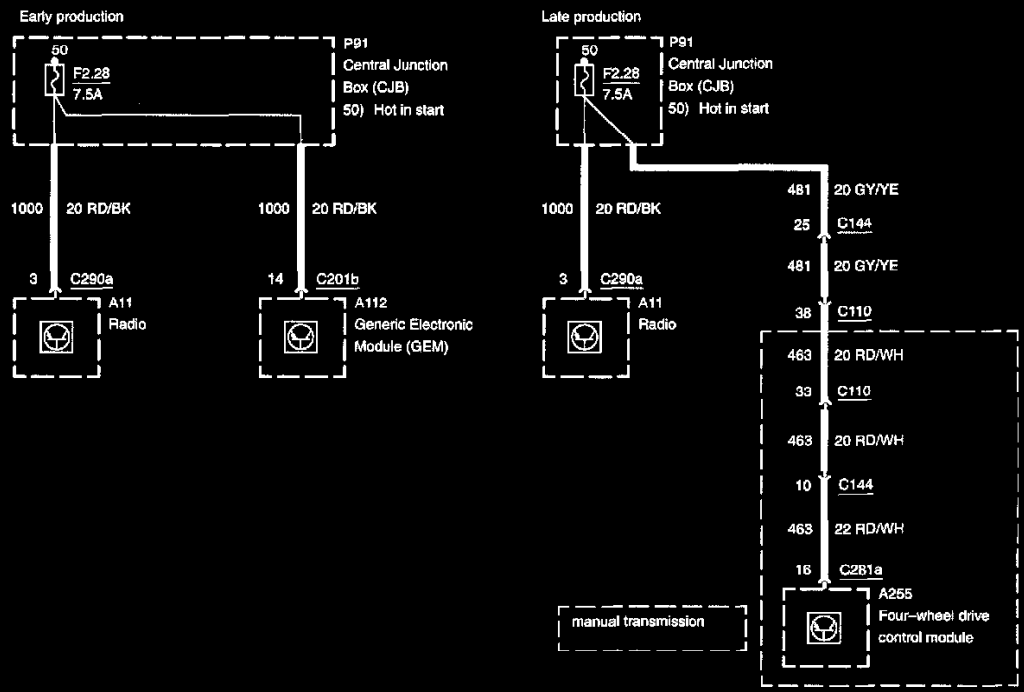 Early production
50
F2.28
7.5A
P91
Central Junction
Box (CJB)
50) Hot in start
1000 20 RD/BK
1000 20 RD/BK
3 C290a
14 C201b
A11
Radio
A112
Generic Electronic
Module (GEM)
Late production
50
F2.28
7.5A
P91
Central Junction
Box (CJB)
50) Hot in start
1000 20 RD/BK
3 C290a
A11
Radio
481 20 GY/YE
25 C144
481 20 GY/YE
38 C110
463 20 RD/WH
33 C110
463 20 RD/WH
10 C144
463 22 RD/WH
16 C281a
A255
Four-wheel drive
control module
manual transmission